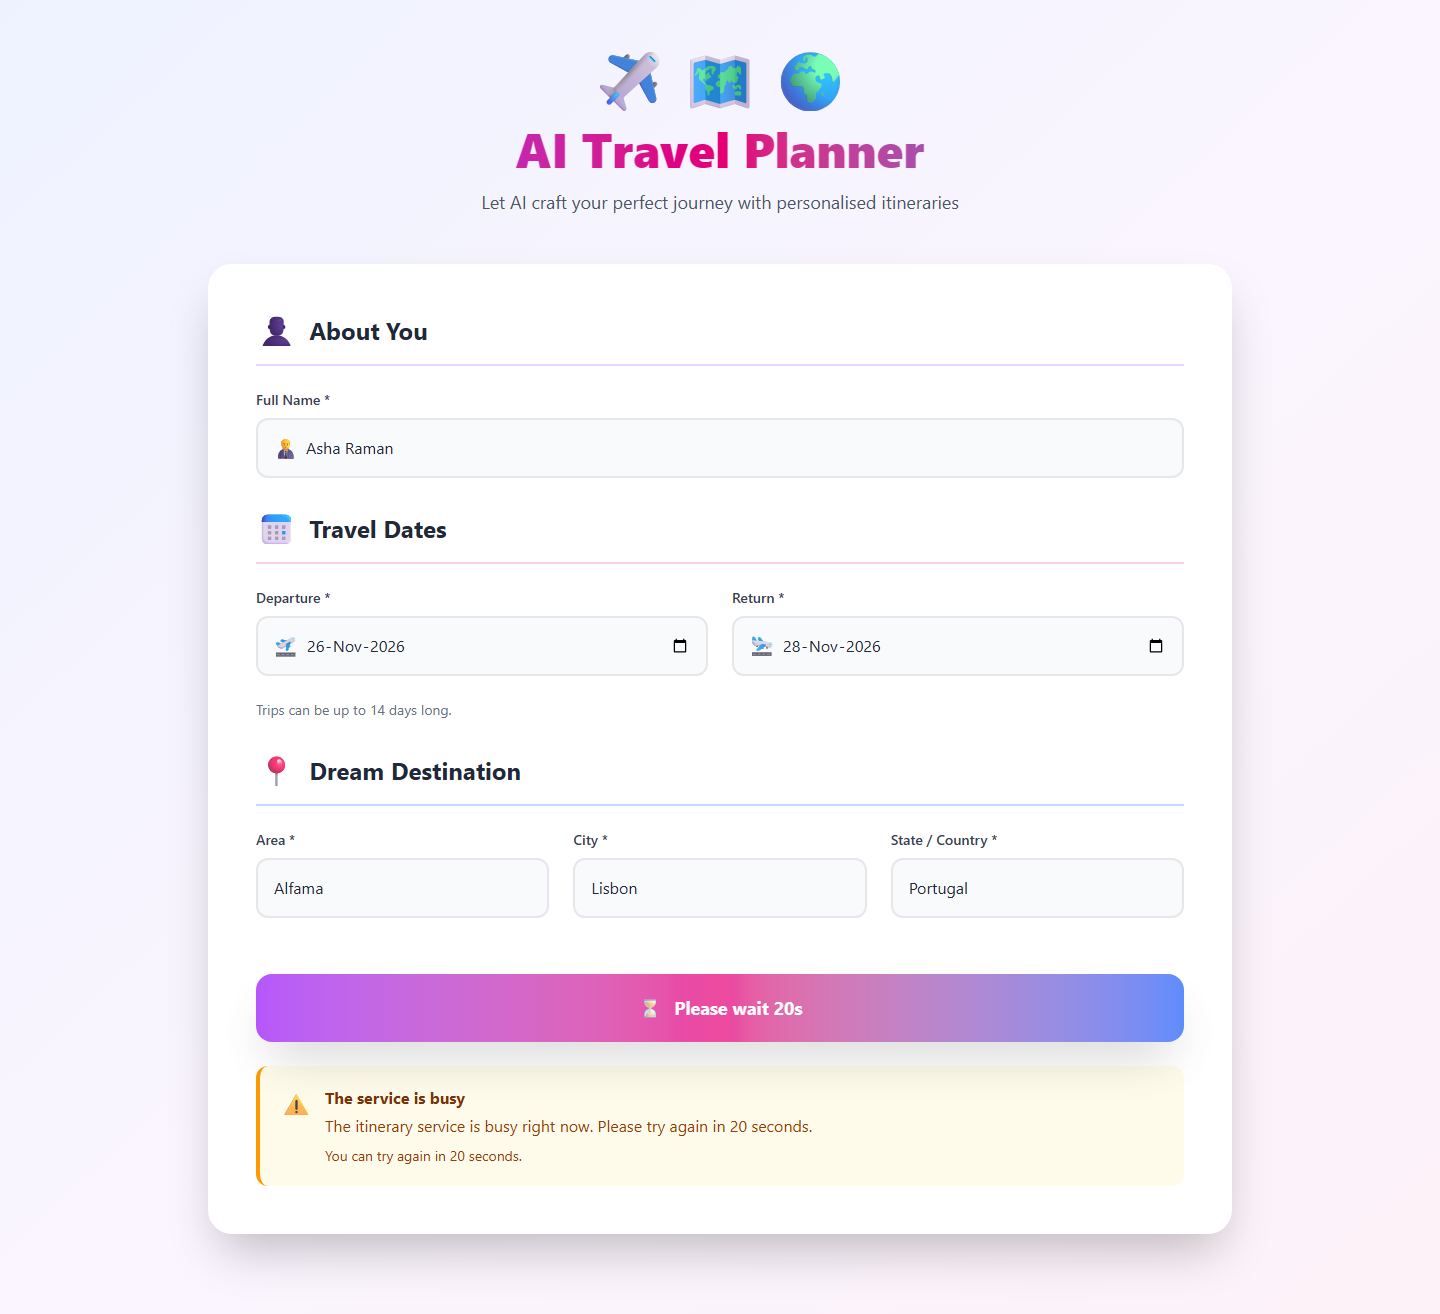 AI Travel Planner
Let AI craft your perfect journey with personalised itineraries
About You
Full Name *
Asha Raman
Travel Dates
Departure *
Return *
26-Nov-2026
28-Nov-2026
Trips can be up to 14 days long.
Dream Destination
Area *
City *
State / Country *
Alfama
Lisbon
Portugal
Please wait 20s
The service is busy
The itinerary service is busy right now. Please try again in 20 seconds.
You can try again in 20 seconds.